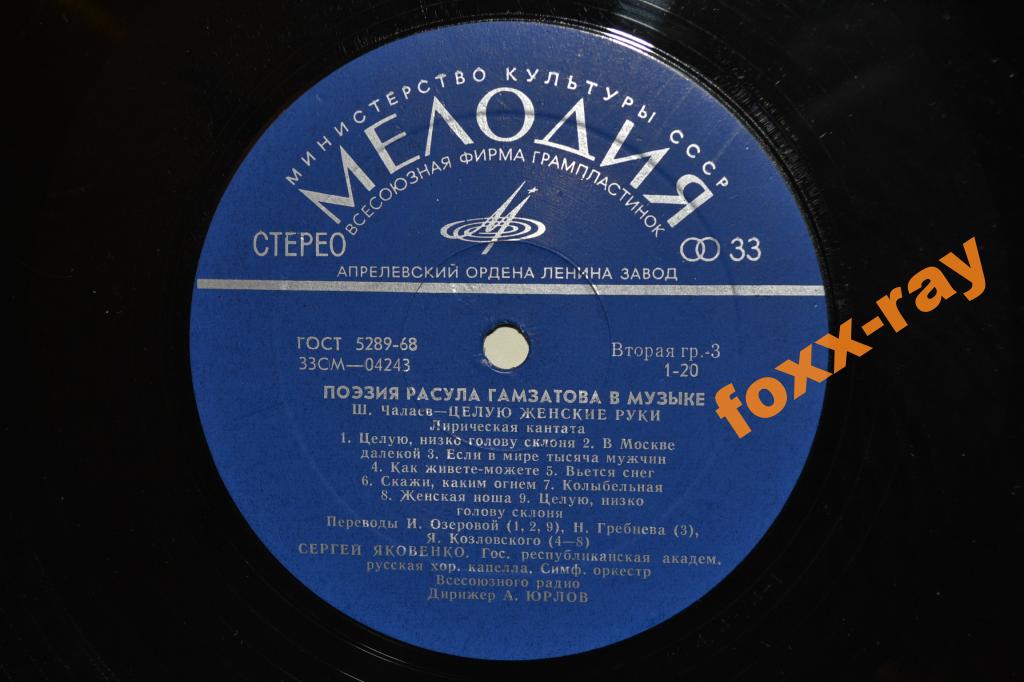 МИНИСТЕРСТВО КУЛЬТУРЫ СССР
МЕЛОДИЯ
ВСЕСОЮЗНАЯ ФИРМА ГРАМПЛАСТИНОК
СТЕРЕО
33
АПРЕЛЕВСКИЙ ОРДЕНА ЛЕНИНА ЗАВОД
ГОСТ 5289-68
33СМ—04243
Вторая гр.-3
1-20
ПОЭЗИЯ РАСУЛА ГАМЗАТОВА В МУЗЫКЕ
Ш. Чалаев—ЦЕЛУЮ ЖЕНСКИЕ РУКИ
Лирическая кантата
1. Целую, низко голову склоня 2. В Москве
далекой 3. Если в мире тысяча мужчин
4. Как живете-можете 5. Вьется снег
6. Скажи, каким огнем 7. Колыбельная
8. Женская ноша 9. Целую, низко
голову склоня
Переводы И. Озеровой (1, 2, 9), Н. Гребнева (3),
Я. Козловского (4—8)
СЕРГЕЙ ЯКОВЕНКО. Гос. республиканская академ.
русская хор. капелла. Симф. оркестр
Всесоюзного радио
Дирижер А. ЮРЛОВ
foxx-ray